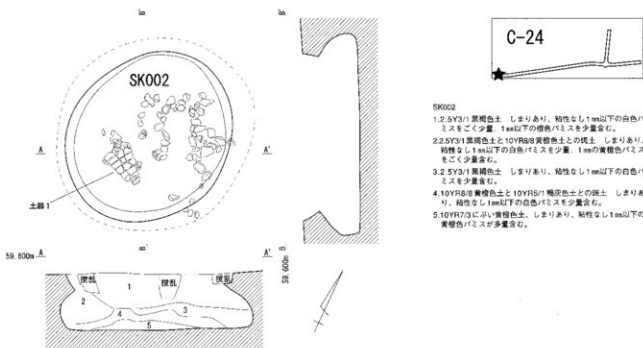 SK002
A
A'
土器1
59.600m
A
A'
59.600m
撹乱
撹乱
撹乱
1
2
3
4
5
C-24
SK002
1.2.5Y3/1黒褐色土 しまりあり、粘性なし1mm以下の白色パ
ミスをごく少量、1mm以下の橙色パミスを少量含む。
2.2.5Y3/1黒褐色土と10YR8/8黄橙色土との斑土 しまりあり、
粘性なし1mm以下の白色パミスを少量、1mmの黄橙色パミス
をごく少量含む。
3.2.5Y3/1黒褐色土 しまりあり、粘性なし1mm以下の白色パ
ミスを少量含む。
4.10YR8/8黄橙色土と10YR5/1褐灰色土との斑土 しまりあ
り、粘性なし1mm以下の白色パミスを少量含む。
5.10YR7/3にぶい黄橙色土、しまりあり、粘性なし1mm以下の
黄橙色パミスが多量含む。